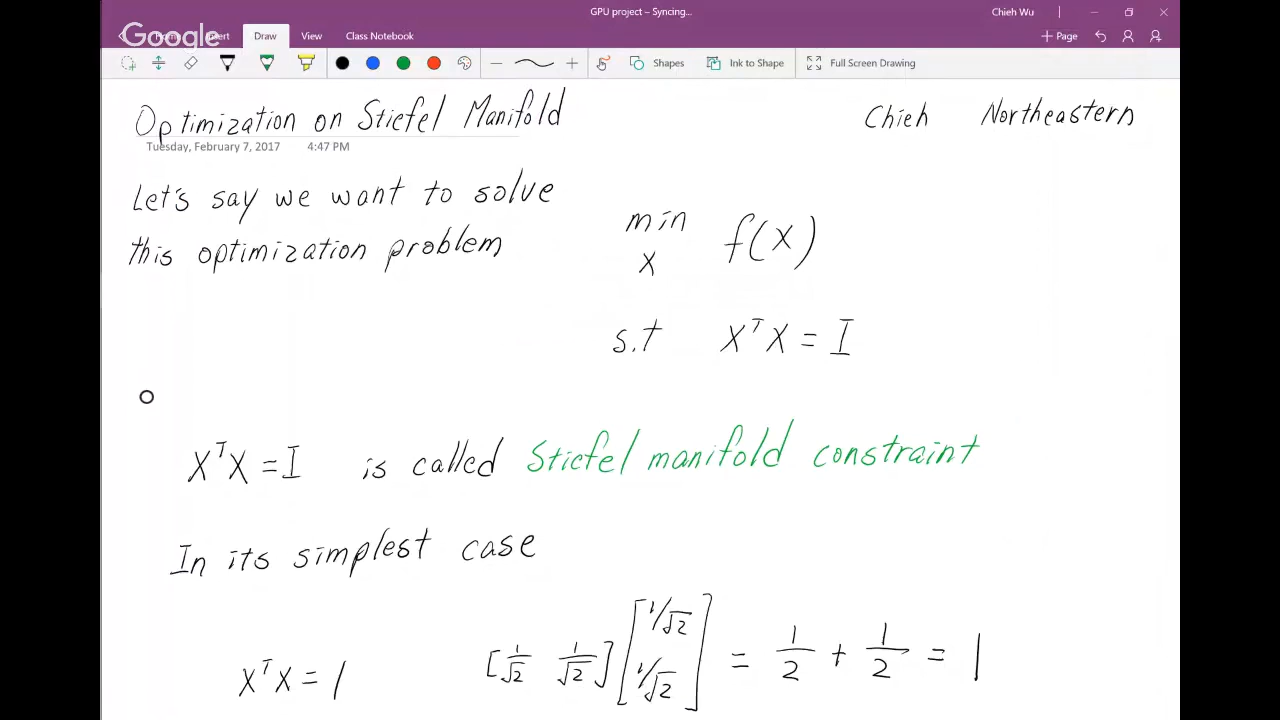 GPU project – Syncing...
Chieh Wu
Google
Draw
View
Class Notebook
Page
Shapes
Ink to Shape
Full Screen Drawing
Optimization on Stiefel Manifold
Chieh Northeastern
Tuesday, February 7, 2017 4:47 PM
Let's say we want to solve
this optimization problem
min f(X)
X
s.t XᵀX = I
XᵀX = I is called Stiefel manifold constraint
In its simplest case
XᵀX = 1 [1/√2 1/√2] [1/√2 1/√2] = 1/2 + 1/2 = 1